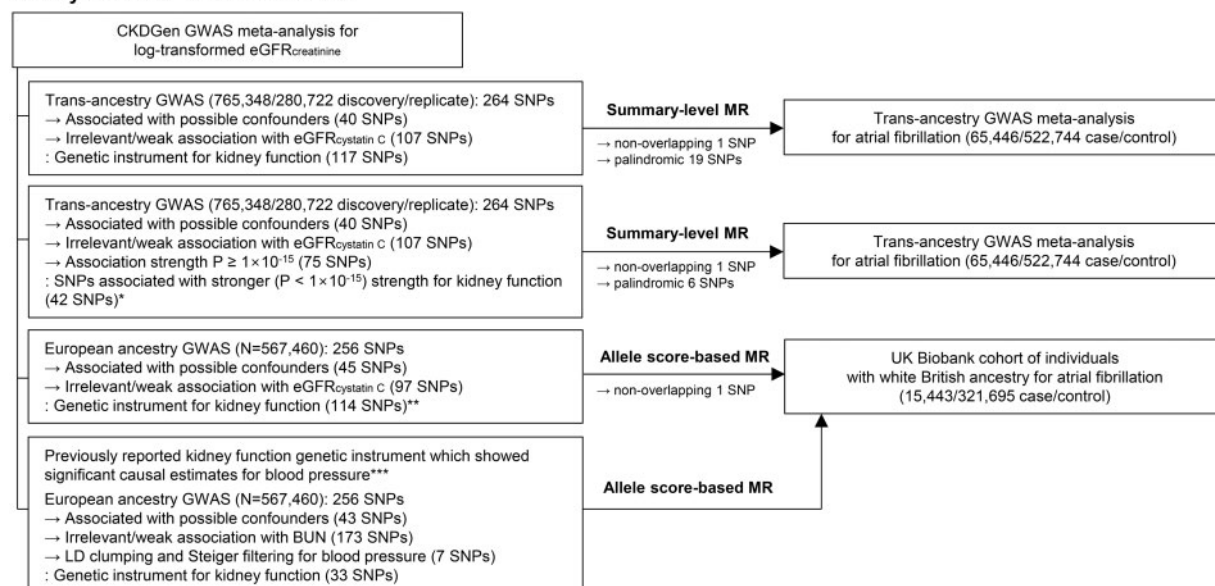 CKDGen GWAS meta-analysis for
log-transformed eGFRcreatinine
Trans-ancestry GWAS (765,348/280,722 discovery/replicate): 264 SNPs
→ Associated with possible confounders (40 SNPs)
→ Irrelevant/weak association with eGFRcystatin C (107 SNPs)
: Genetic instrument for kidney function (117 SNPs)
Summary-level MR
→ non-overlapping 1 SNP
→ palindromic 19 SNPs
Trans-ancestry GWAS meta-analysis
for atrial fibrillation (65,446/522,744 case/control)
Trans-ancestry GWAS (765,348/280,722 discovery/replicate): 264 SNPs
→ Associated with possible confounders (40 SNPs)
→ Irrelevant/weak association with eGFRcystatin C (107 SNPs)
→ Association strength P ≥ 1×10⁻¹⁵ (75 SNPs)
: SNPs associated with stronger (P < 1×10⁻¹⁵) strength for kidney function
(42 SNPs)*
Summary-level MR
→ non-overlapping 1 SNP
→ palindromic 6 SNPs
Trans-ancestry GWAS meta-analysis
for atrial fibrillation (65,446/522,744 case/control)
European ancestry GWAS (N=567,460): 256 SNPs
→ Associated with possible confounders (45 SNPs)
→ Irrelevant/weak association with eGFRcystatin C (97 SNPs)
: Genetic instrument for kidney function (114 SNPs)**
Allele score-based MR
→ non-overlapping 1 SNP
UK Biobank cohort of individuals
with white British ancestry for atrial fibrillation
(15,443/321,695 case/control)
Previously reported kidney function genetic instrument which showed
significant causal estimates for blood pressure***
European ancestry GWAS (N=567,460): 256 SNPs
→ Associated with possible confounders (43 SNPs)
→ Irrelevant/weak association with BUN (173 SNPs)
→ LD clumping and Steiger filtering for blood pressure (7 SNPs)
: Genetic instrument for kidney function (33 SNPs)
Allele score-based MR